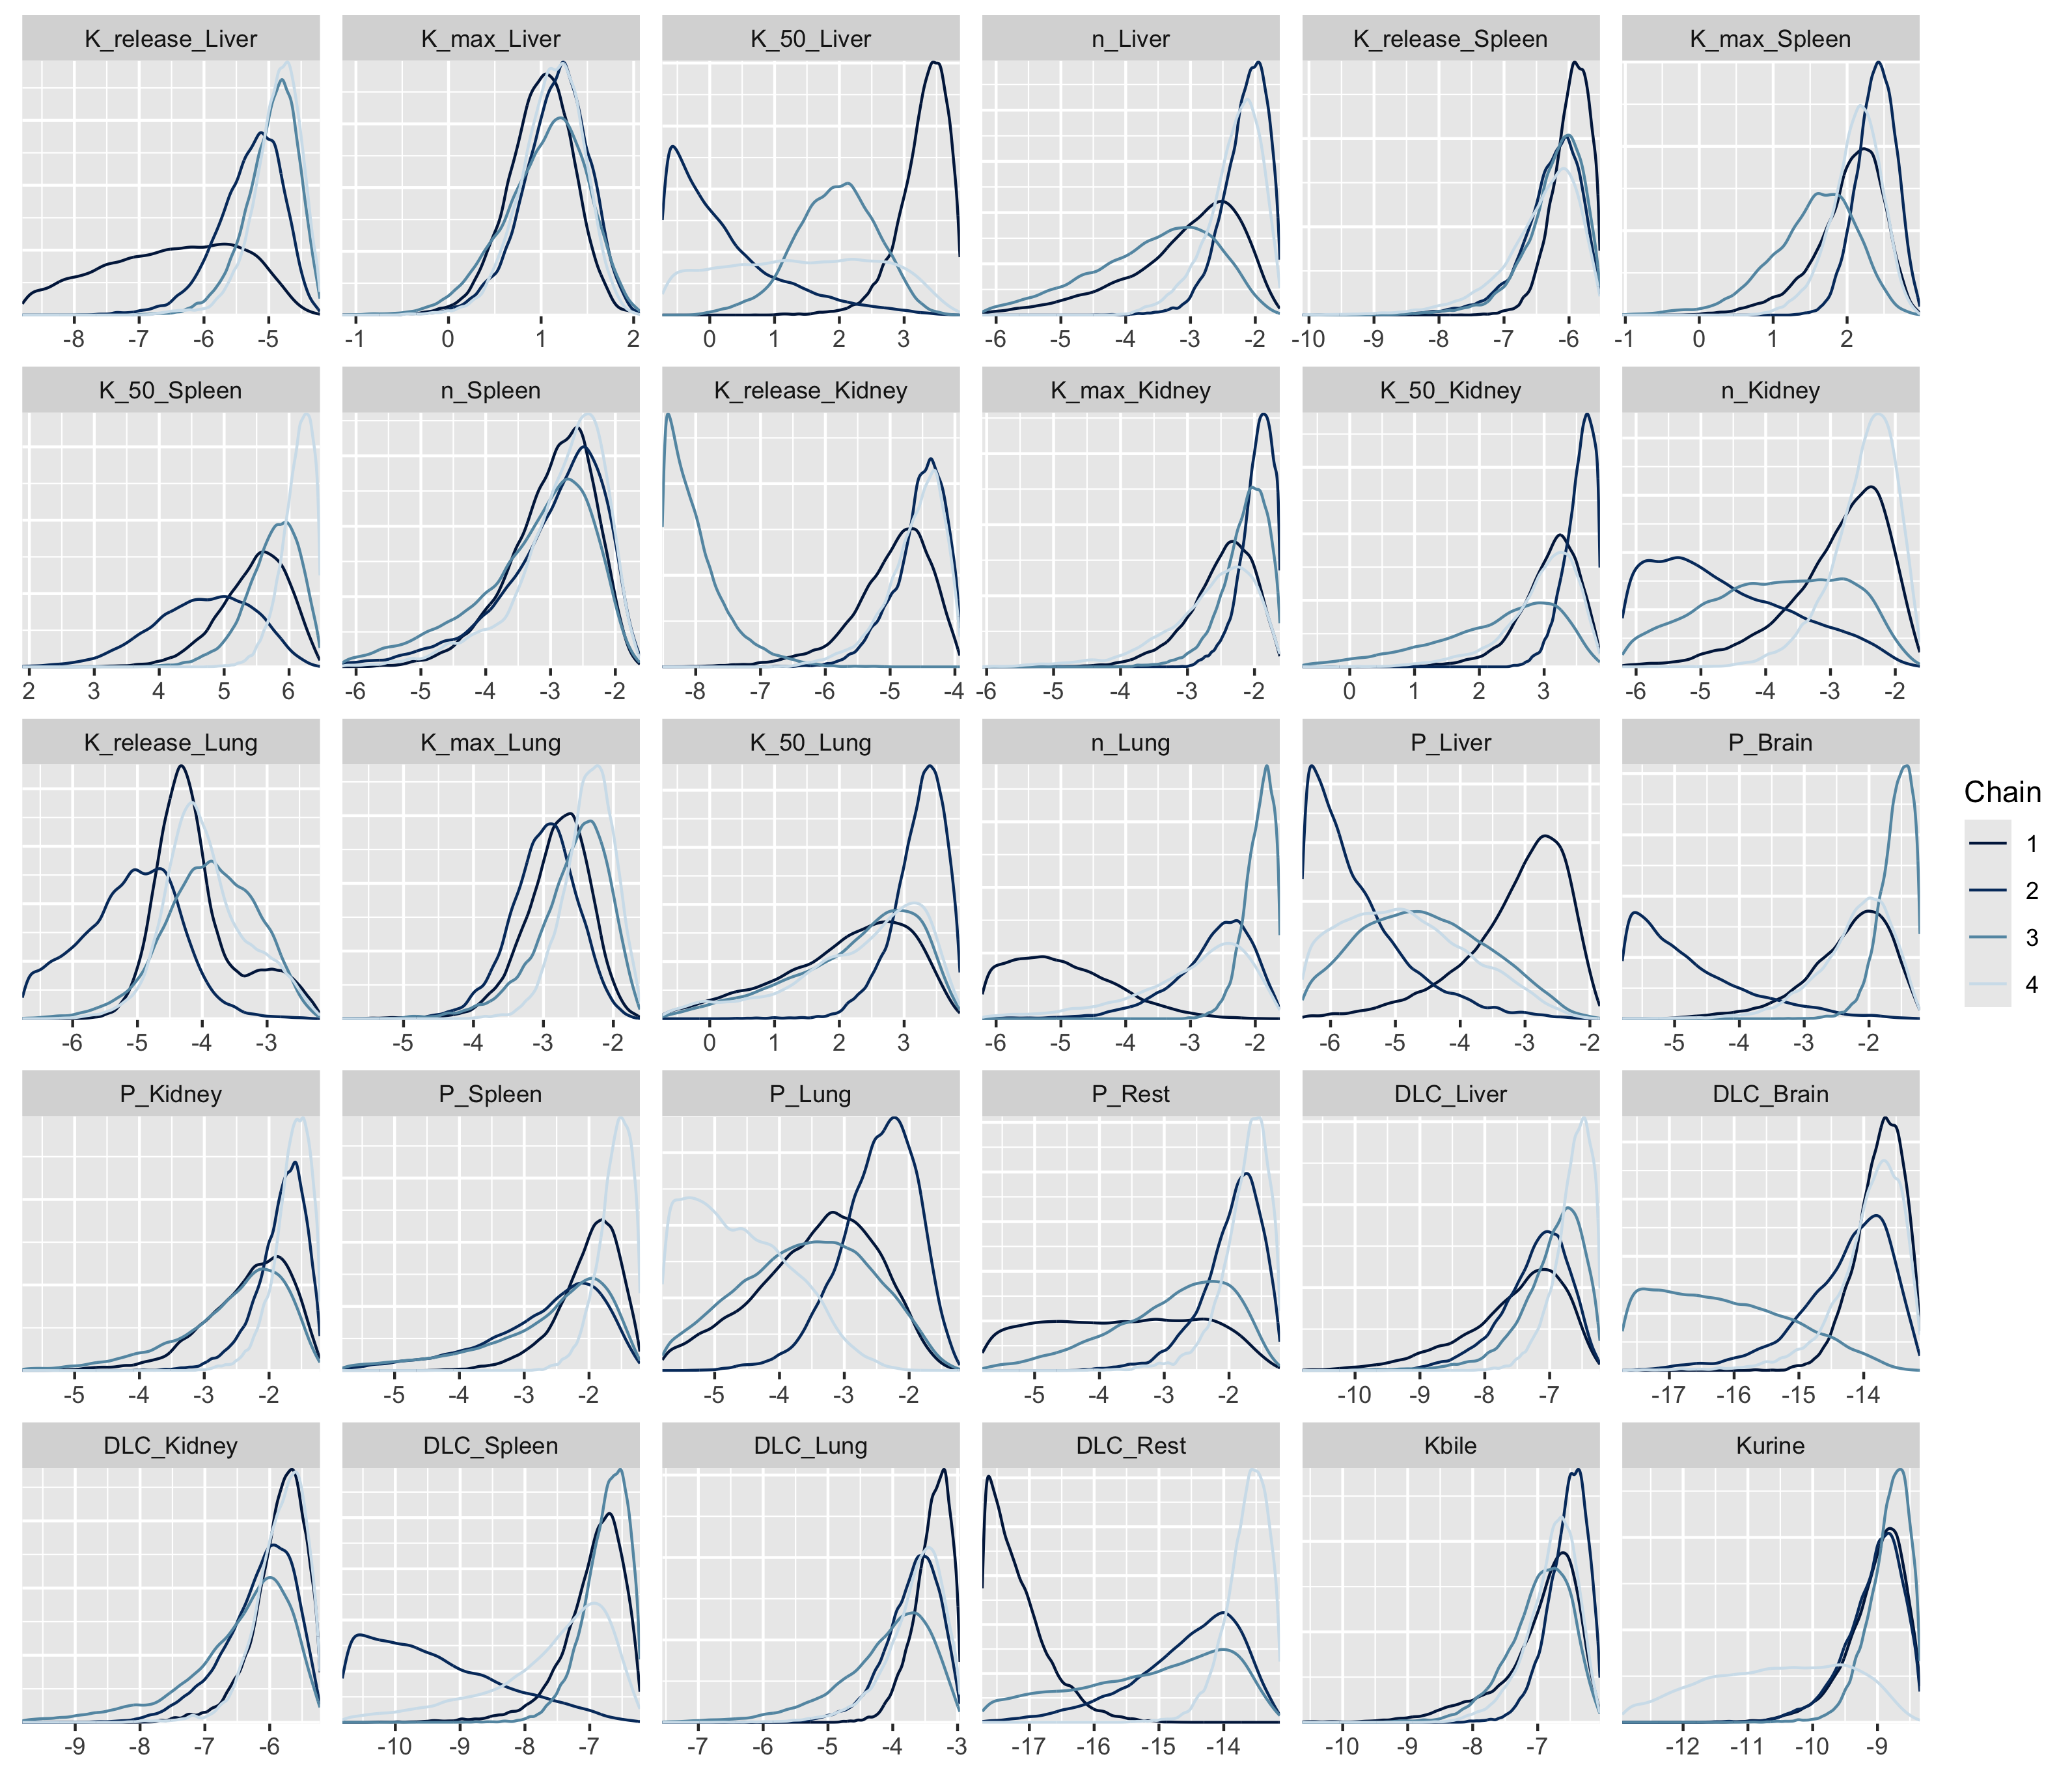 K_release_Liver K_max_Liver K_50_Liver n_Liver K_release_Spleen K_max_Spleen
-8 -7 -6 -5 -1 0 1 2 0 1 2 3 -6 -5 -4 -3 -2 -10 -9 -8 -7 -6 -1 0 1 2
K_50_Spleen n_Spleen K_release_Kidney K_max_Kidney K_50_Kidney n_Kidney
2 3 4 5 6 -6 -5 -4 -3 -2 -8 -7 -6 -5 -4 -6 -5 -4 -3 -2 0 1 2 3 -6 -5 -4 -3 -2
K_release_Lung K_max_Lung K_50_Lung n_Lung P_Liver P_Brain
-6 -5 -4 -3 -5 -4 -3 -2 0 1 2 3 -6 -5 -4 -3 -2 -6 -5 -4 -3 -2 -5 -4 -3 -2
Chain
1
2
3
4
P_Kidney P_Spleen P_Lung P_Rest DLC_Liver DLC_Brain
-5 -4 -3 -2 -5 -4 -3 -2 -5 -4 -3 -2 -5 -4 -3 -2 -10 -9 -8 -7 -17 -16 -15 -14
DLC_Kidney DLC_Spleen DLC_Lung DLC_Rest Kbile Kurine
-9 -8 -7 -6 -10 -9 -8 -7 -7 -6 -5 -4 -3 -17 -16 -15 -14 -10 -9 -8 -7 -12 -11 -10 -9